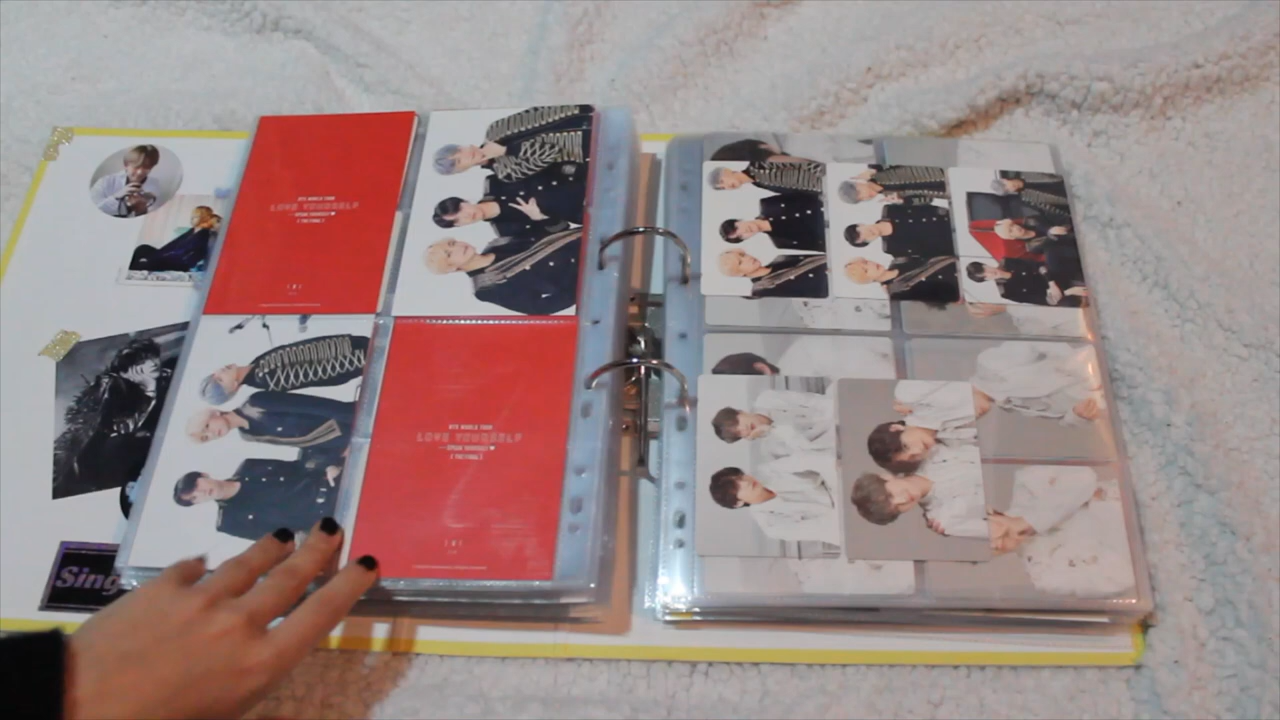 BTS WORLD TOUR
LOVE YOURSELF
SPEAK YOURSELF
[ THE FINAL ]
BTS WORLD TOUR
LOVE YOURSELF
SPEAK YOURSELF
[ THE FINAL ]
Sing